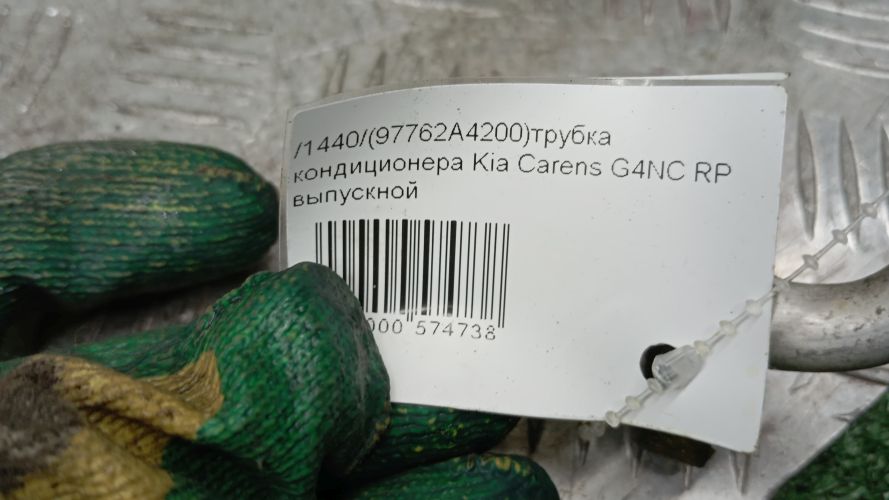 /1440/(97762A4200)трубка
кондиционера Kia Carens G4NC RP
выпускной
000 574738